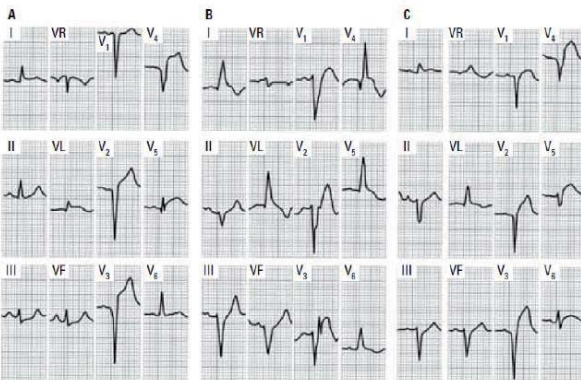 A B C
I VR V1 V4 I VR V1 V4 I VR V1 V4
II VL V2 V5 II VL V2 V5 II VL V2 V5
III VF V3 V6 III VF V3 V6 III VF V3 V6